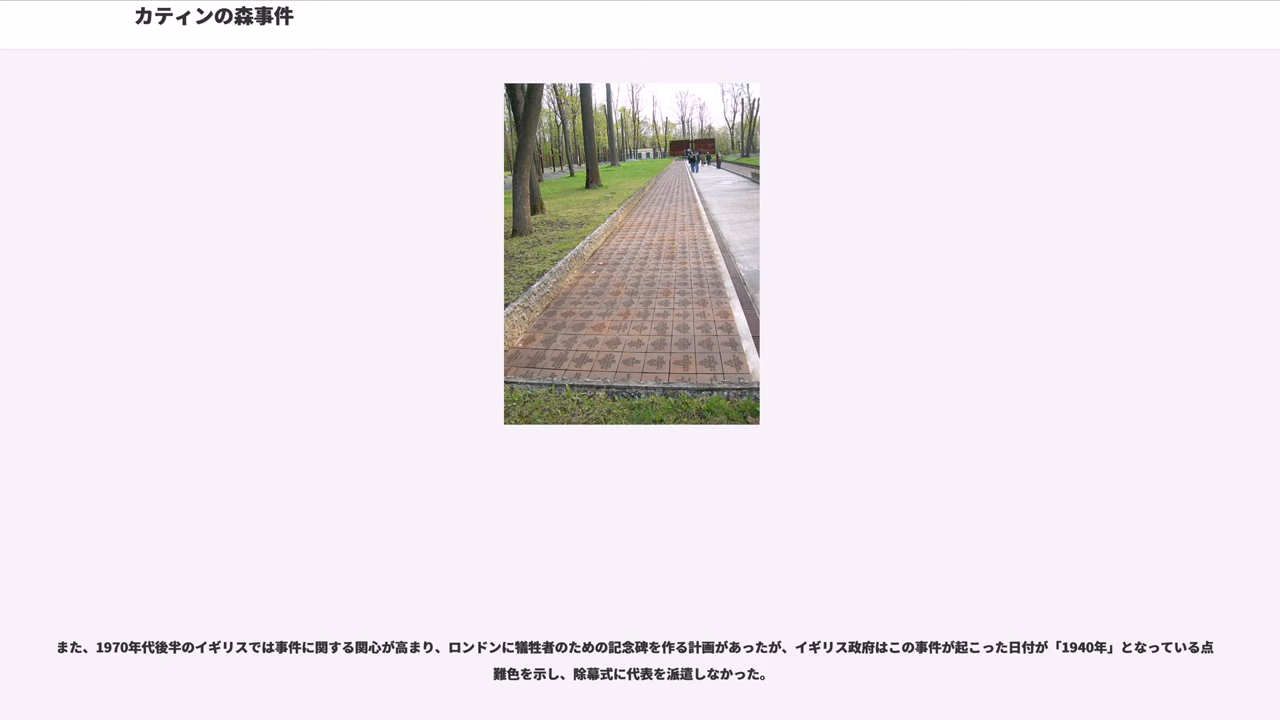 カティンの森事件
また、1970年代後半のイギリスでは事件に関する関心が高まり、ロンドンに犠牲者のための記念碑を作る計画があったが、イギリス政府はこの事件が起こった日付が「1940年」となっている点
難色を示し、除幕式に代表を派遣しなかった。